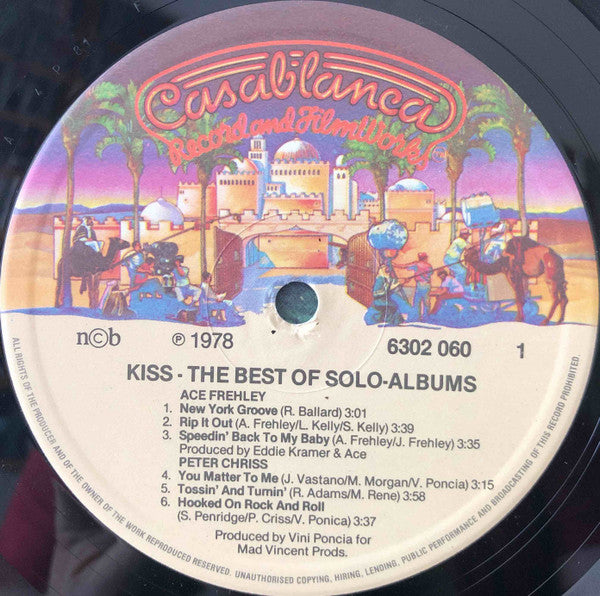 Casablanca
Record and FilmWorks
n©b
℗ 1978
6302 060
1
KISS - THE BEST OF SOLO-ALBUMS
ACE FREHLEY
1. New York Groove (R. Ballard) 3:01
2. Rip It Out (A. Frehley/L. Kelly/S. Kelly) 3:39
3. Speedin' Back To My Baby (A. Frehley/J. Frehley) 3:35
Produced by Eddie Kramer & Ace
PETER CHRISS
4. You Matter To Me (J. Vastano/M. Morgan/V. Poncia) 3:15
5. Tossin' And Turnin' (R. Adams/M. Rene) 3:58
6. Hooked On Rock And Roll
(S. Penridge/P. Criss/V. Ponica) 3:37
Produced by Vini Poncia for
Mad Vincent Prods.
ALL RIGHTS OF THE PRODUCER AND OF THE OWNER OF THE WORK REPRODUCED RESERVED. UNAUTHORISED COPYING, HIRING, LENDING, PUBLIC PERFORMANCE AND BROADCASTING OF THIS RECORD PROHIBITED.